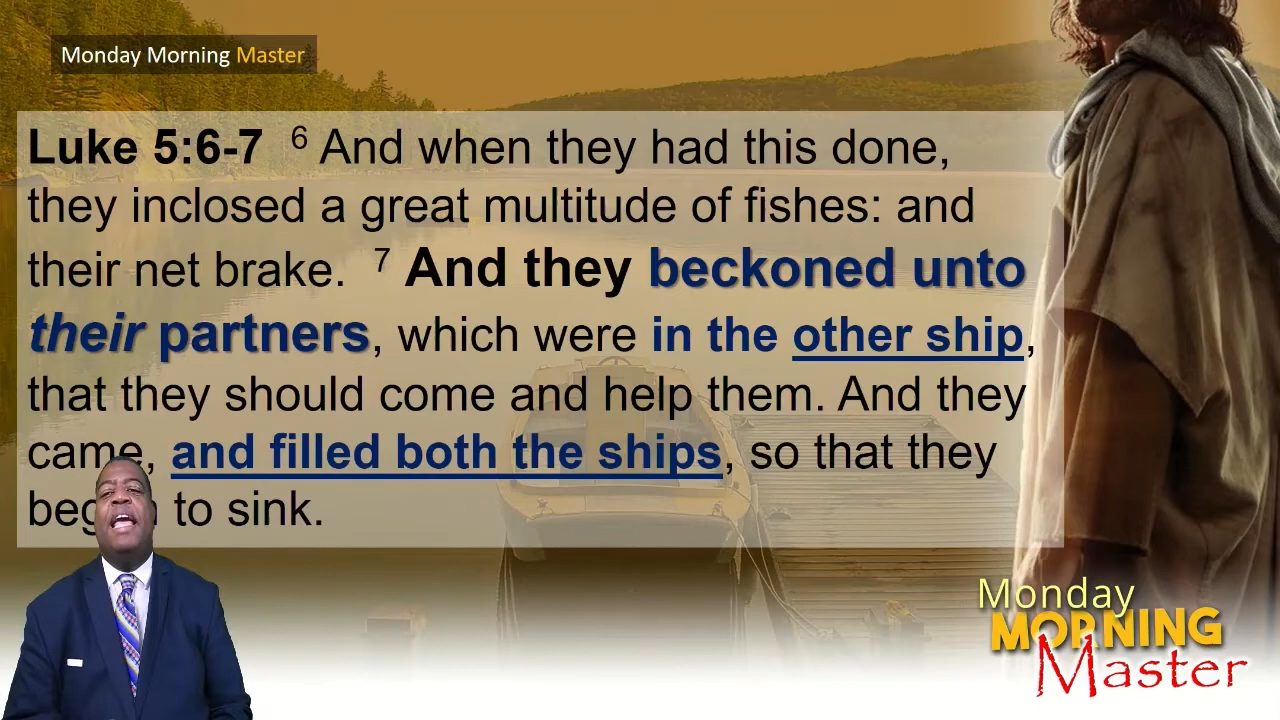 Monday Morning Master
Luke 5:6-7 6 And when they had this done,
they inclosed a great multitude of fishes: and
their net brake. 7 And they beckoned unto
their partners, which were in the other ship,
that they should come and help them. And they
came, and filled both the ships, so that they
to sink.
Monday
MORNING
Master